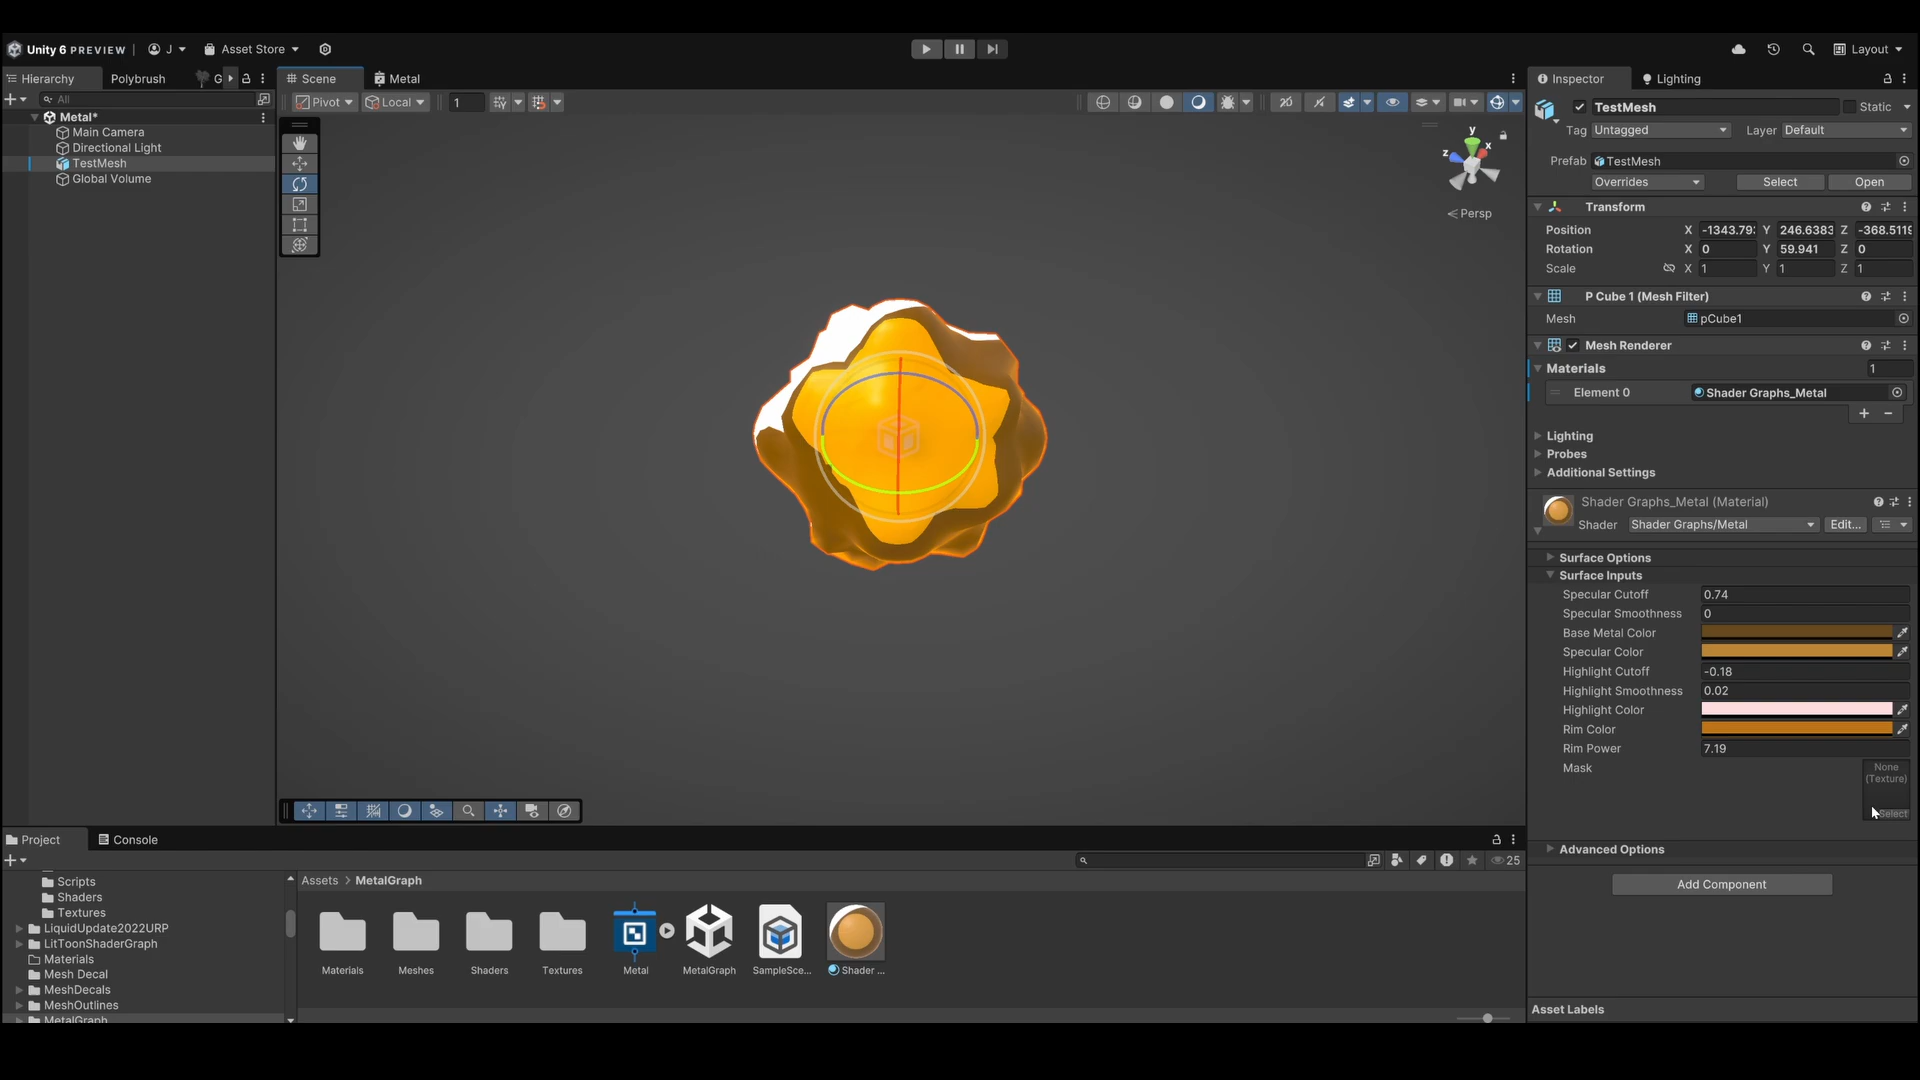 Unity 6 PREVIEW
J
Asset Store
Layout
Hierarchy
Polybrush
G
Scene
Metal
Inspector
Lighting
All
Pivot
Local
1
TestMesh
Static
Metal*
Main Camera
Directional Light
TestMesh
Global Volume
Tag Untagged
Layer Default
Prefab TestMesh
Overrides
Select
Open
y
x
z
Persp
Transform
Position X -1343.79 Y 246.6383 Z -368.5119
Rotation X 0 Y 59.941 Z 0
Scale X 1 Y 1 Z 1
P Cube 1 (Mesh Filter)
Mesh pCube1
Mesh Renderer
Materials 1
Element 0 Shader Graphs_Metal
Lighting
Probes
Additional Settings
Shader Graphs_Metal (Material)
Shader Shader Graphs/Metal Edit...
Surface Options
Surface Inputs
Specular Cutoff 0.74
Specular Smoothness 0
Base Metal Color
Specular Color
Highlight Cutoff -0.18
Highlight Smoothness 0.02
Highlight Color
Rim Color
Rim Power 7.19
Mask
None
(Texture)
Select
Advanced Options
Add Component
Asset Labels
Project
Console
25
Scripts
Shaders
Textures
LiquidUpdate2022URP
LitToonShaderGraph
Materials
Mesh Decal
MeshDecals
MeshOutlines
MetalGraph
Assets > MetalGraph
Materials
Meshes
Shaders
Textures
Metal
MetalGraph
SampleSce...
Shader ...